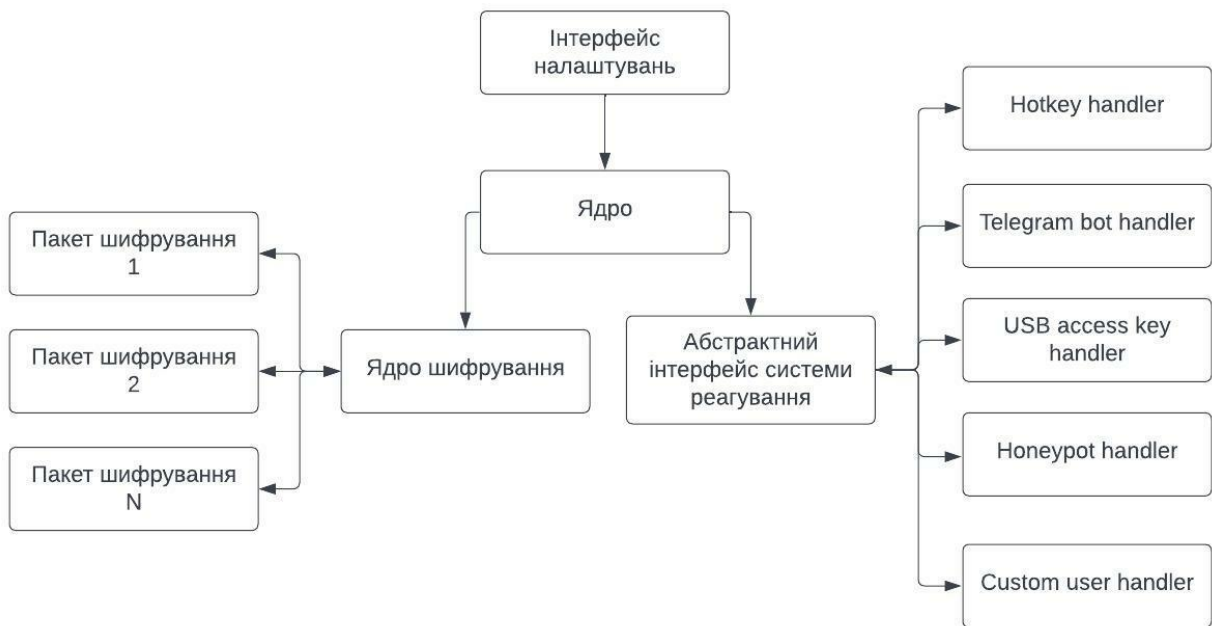 Інтерфейс
налаштувань
Ядро
Пакет шифрування
1
Пакет шифрування
2
Пакет шифрування
N
Ядро шифрування
Абстрактний
інтерфейс системи
реагування
Hotkey handler
Telegram bot handler
USB access key
handler
Honeypot handler
Custom user handler